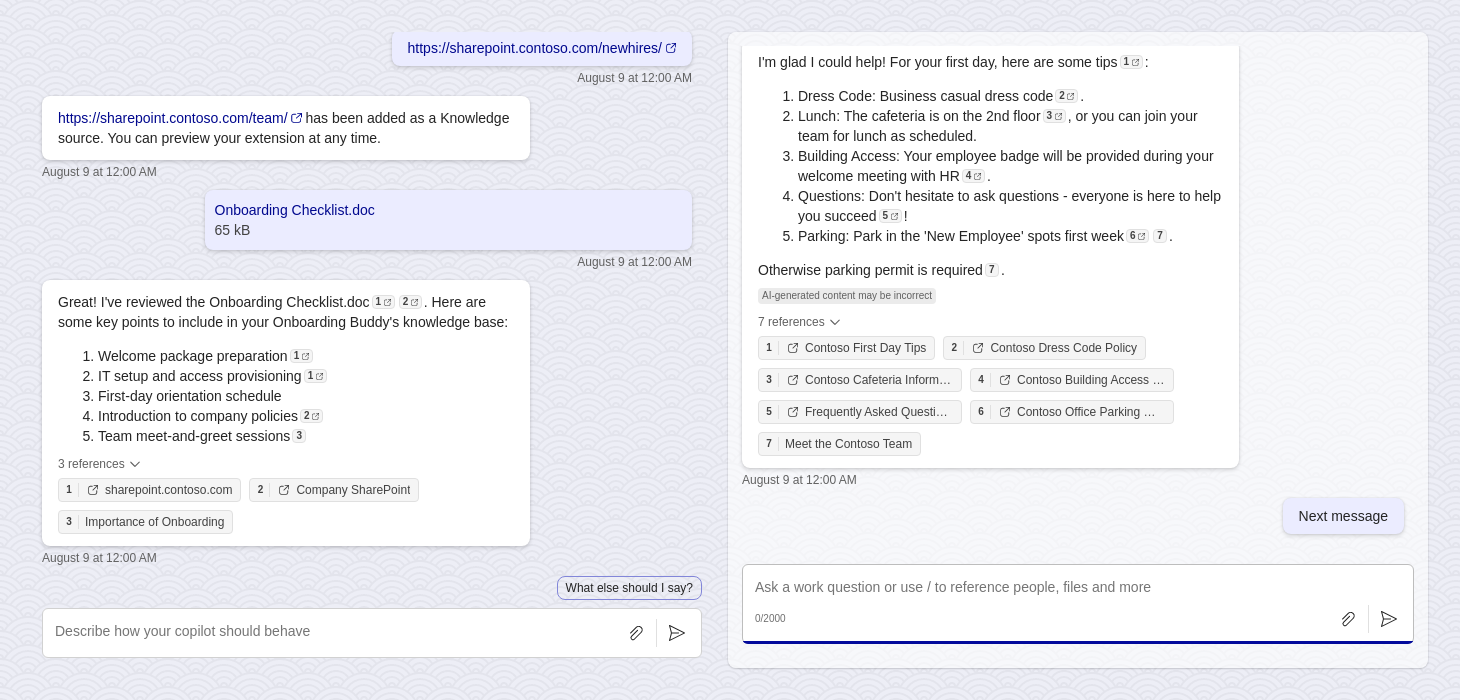 https://sharepoint.contoso.com/newhires/
August 9 at 12:00 AM
https://sharepoint.contoso.com/team/ has been added as a Knowledge
source. You can preview your extension at any time.
August 9 at 12:00 AM
Onboarding Checklist.doc
65 kB
August 9 at 12:00 AM
Great! I've reviewed the Onboarding Checklist.doc 1 2 . Here are
some key points to include in your Onboarding Buddy's knowledge base:
1. Welcome package preparation 1
2. IT setup and access provisioning 1
3. First-day orientation schedule
4. Introduction to company policies 2
5. Team meet-and-greet sessions 3
3 references
1 sharepoint.contoso.com 2 Company SharePoint
3 Importance of Onboarding
August 9 at 12:00 AM
What else should I say?
Describe how your copilot should behave
I'm glad I could help! For your first day, here are some tips 1 :
1. Dress Code: Business casual dress code 2 .
2. Lunch: The cafeteria is on the 2nd floor 3 , or you can join your
team for lunch as scheduled.
3. Building Access: Your employee badge will be provided during your
welcome meeting with HR 4 .
4. Questions: Don't hesitate to ask questions - everyone is here to help
you succeed 5 !
5. Parking: Park in the 'New Employee' spots first week 6 7 .
Otherwise parking permit is required 7 .
AI-generated content may be incorrect
7 references
1 Contoso First Day Tips 2 Contoso Dress Code Policy
3 Contoso Cafeteria Inform… 4 Contoso Building Access …
5 Frequently Asked Questi… 6 Contoso Office Parking …
7 Meet the Contoso Team
August 9 at 12:00 AM
Next message
Ask a work question or use / to reference people, files and more
0/2000